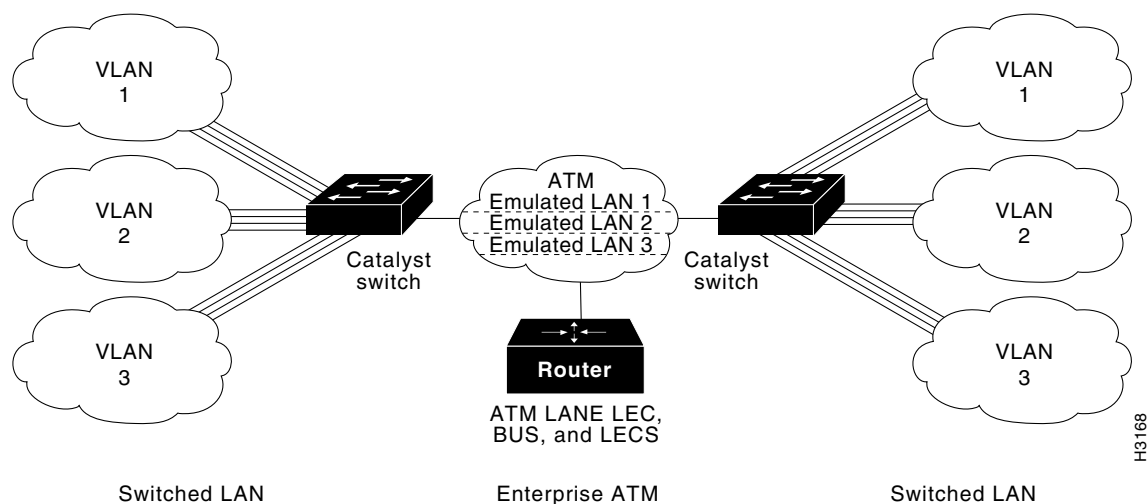 VLAN
1
VLAN
2
VLAN
3
Catalyst
switch
ATM
Emulated LAN 1
Emulated LAN 2
Emulated LAN 3
Router
ATM LANE LEC,
BUS, and LECS
Catalyst
switch
VLAN
1
VLAN
2
VLAN
3
H3168
Switched LAN
Enterprise ATM
Switched LAN